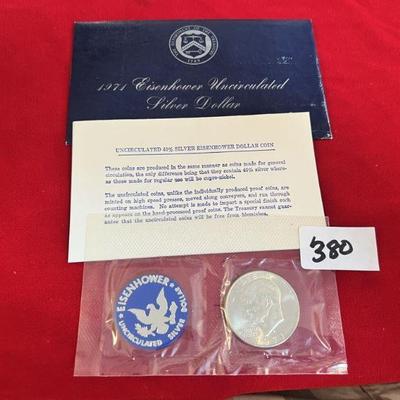 1789
1971 Eisenhower Uncirculated
Silver Dollar
UNCIRCULATED 40% SILVER EISENHOWER DOLLAR COIN
These coins are produced in the same manner as coins made for general
circulation, the only difference being that they contain 40% silver where-
as those made for regular use will be cupro-nickel.
The uncirculated coins, unlike the individually produced proof coins, are
minted on high speed presses, moved along conveyors, and run through
counting machines. No attempt is made to impart a special finish such
as appears on the hand-processed proof coins. The Treasury cannot guar-
antee that the uncirculated coins will be free from blemishes.
380
EISENHOWER
DOLLAR
UNCIRCULATED SILVER